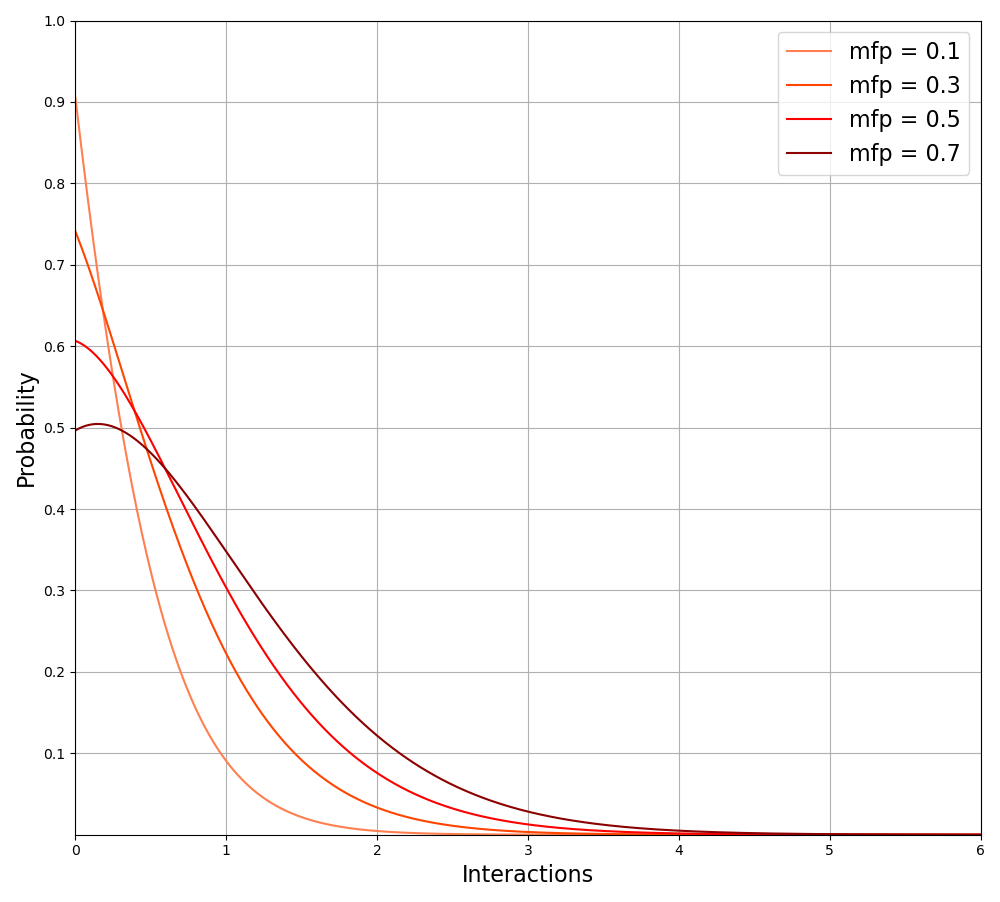 1.0
0.9
0.8
0.7
0.6
0.5
0.4
0.3
0.2
0.1
Probability
0 1 2 3 4 5 6
Interactions
mfp = 0.1
mfp = 0.3
mfp = 0.5
mfp = 0.7